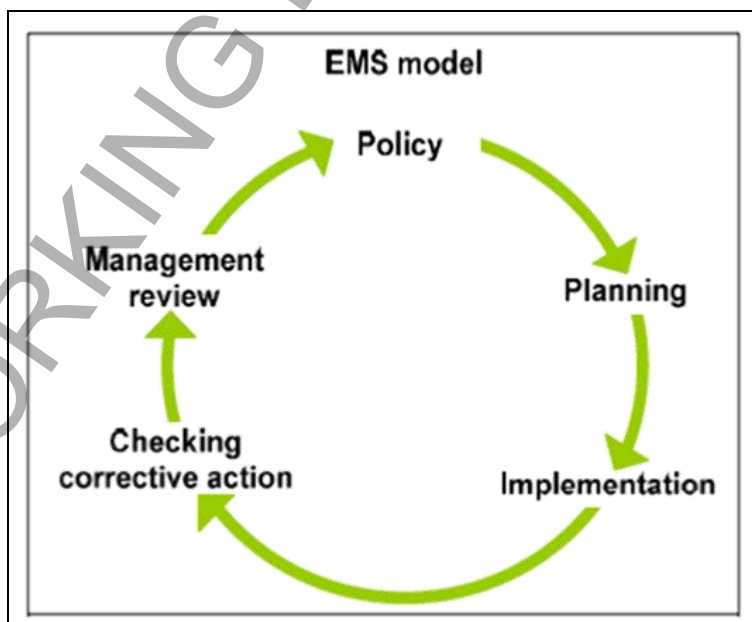 EMS model
Policy
Planning
Implementation
Checking
corrective action
Management
review